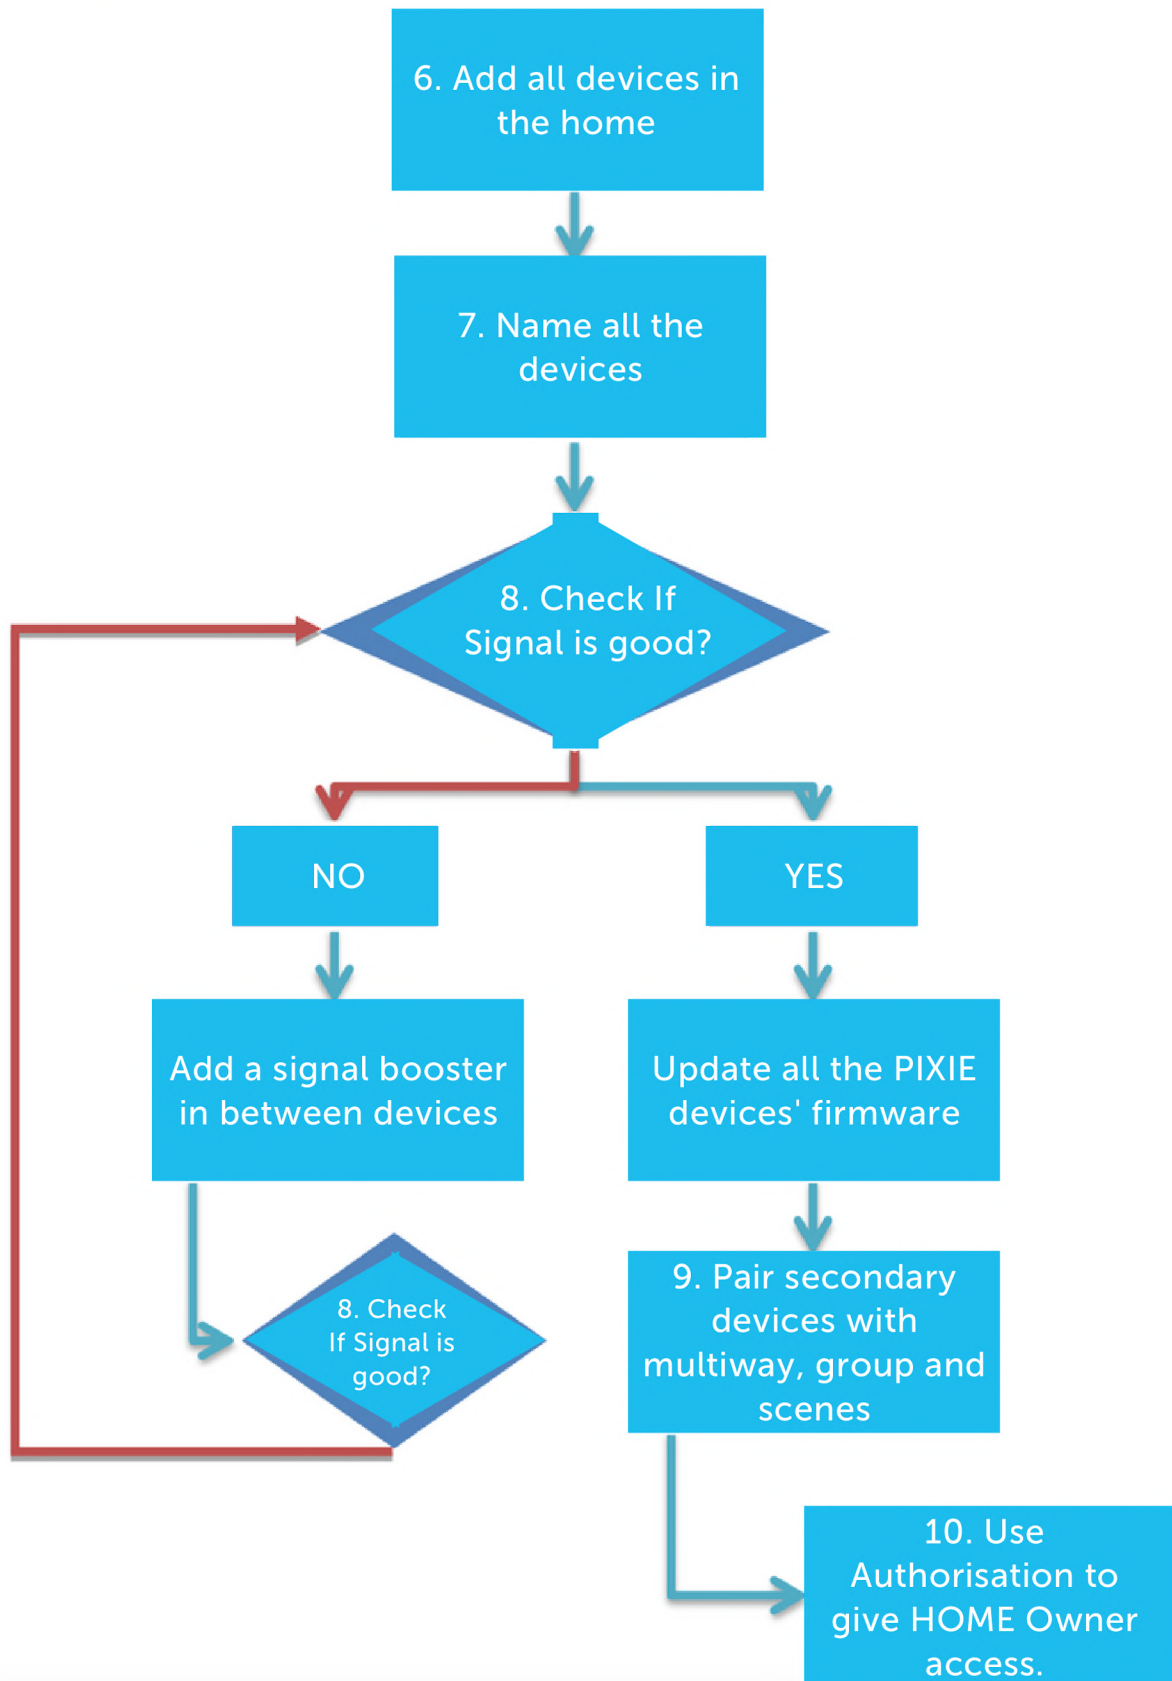 6. Add all devices in
the home
7. Name all the
devices
8. Check If
Signal is good?
NO
YES
Add a signal booster
in between devices
Update all the PIXIE
devices' firmware
8. Check
If Signal is
good?
9. Pair secondary
devices with
multiway, group and
scenes
10. Use
Authorisation to
give HOME Owner
access.